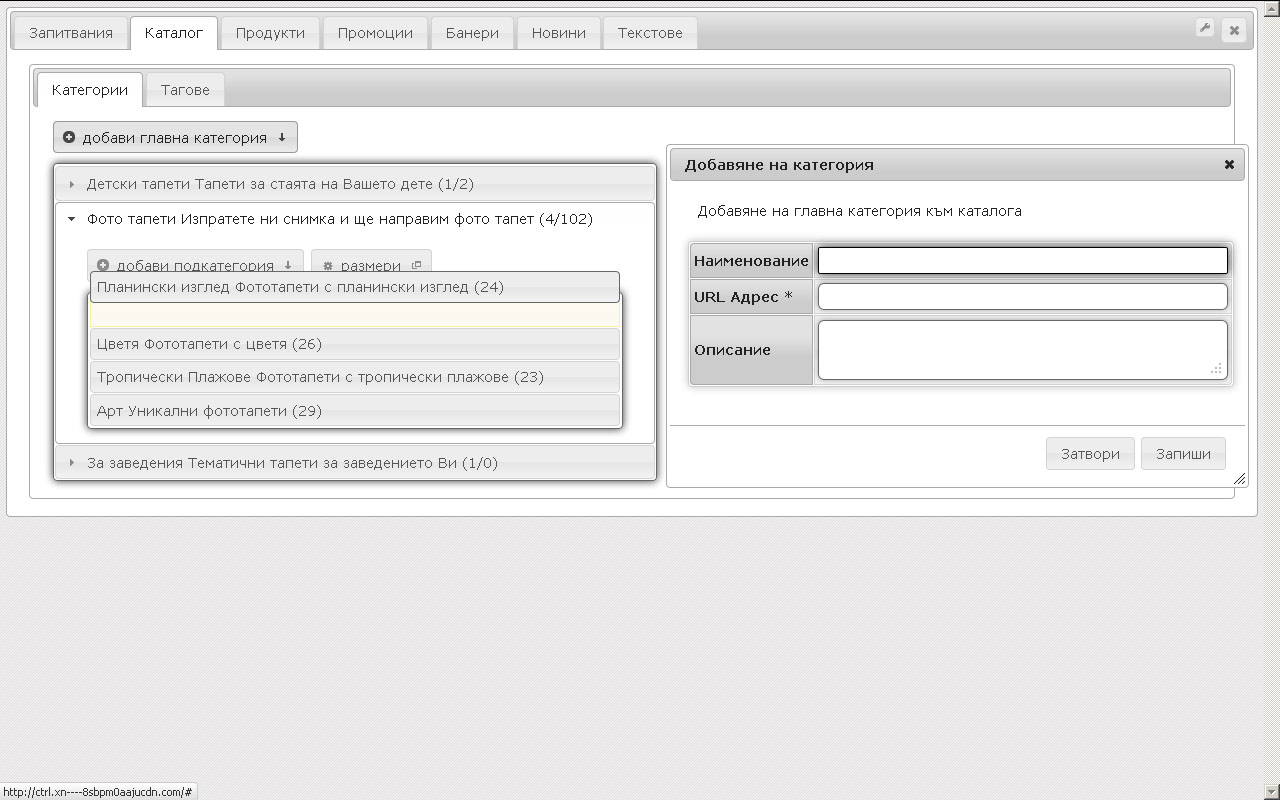 Запитвания Каталог Продукти Промоции Банери Новини Текстове
Категории Тагове
добави главна категория
Детски тапети Тапети за стаята на Вашето дете (1/2)
Фото тапети Изпратете ни снимка и ще направим фото тапет (4/102)
добави подкатегория размери
Планински изглед Фототапети с планински изглед (24)
Цветя Фототапети с цветя (26)
Тропически Плажове Фототапети с тропически плажове (23)
Арт Уникални фототапети (29)
За заведения Тематични тапети за заведението Ви (1/0)
Добавяне на категория
Добавяне на главна категория към каталога
Наименование
URL Адрес *
Описание
Затвори Запиши
http://ctrl.xn----8sbpm0aajucdn.com/#